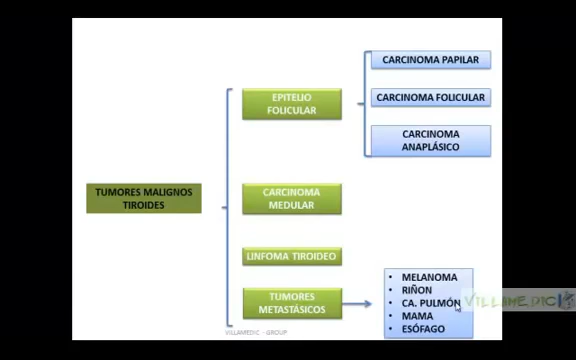 CARCINOMA PAPILAR
EPITELIO
FOLICULAR
CARCINOMA FOLICULAR
CARCINOMA
ANAPLÁSICO
TUMORES MALIGNOS
TIROIDES
CARCINOMA
MEDULAR
LINFOMA TIROIDEO
TUMORES
METASTÁSICOS
• MELANOMA
• RIÑON
• CA. PULMÓN
• MAMA
• ESÓFAGO
VILLAMEDIC
VILLAMEDIC - GROUP